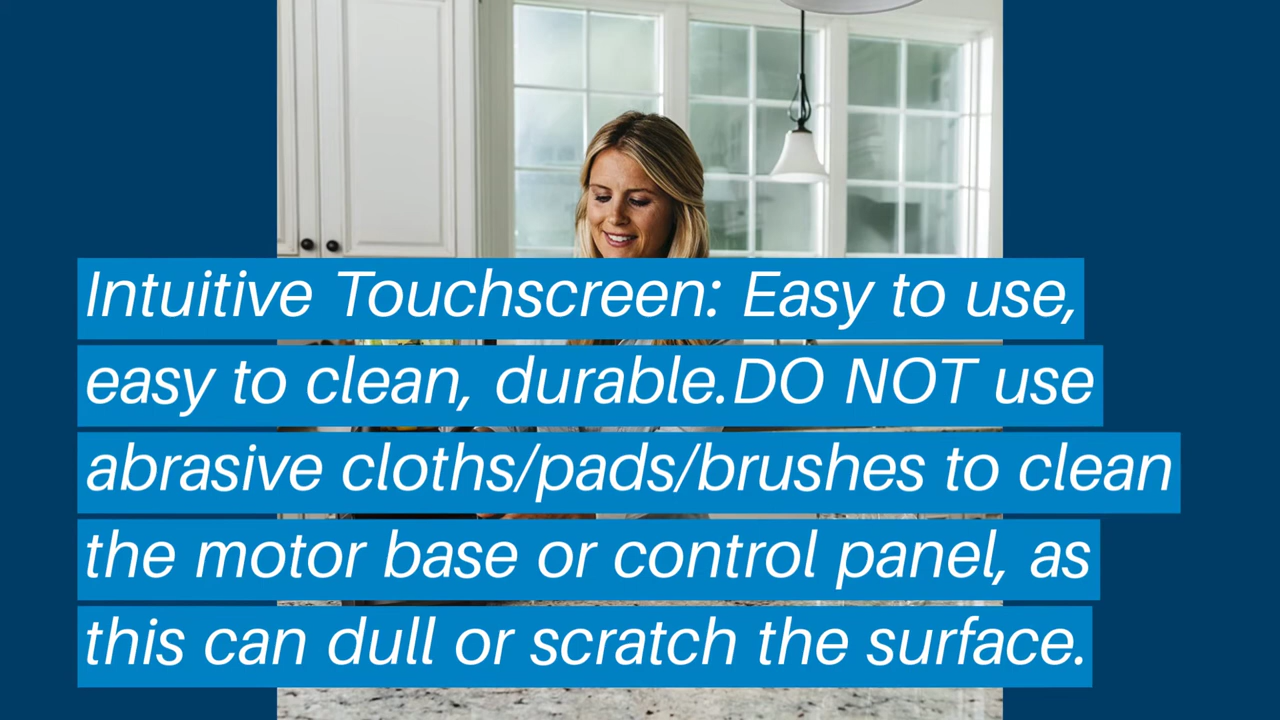 Intuitive Touchscreen: Easy to use,
easy to clean, durable.DO NOT use
abrasive cloths/pads/brushes to clean
the motor base or control panel, as
this can dull or scratch the surface.